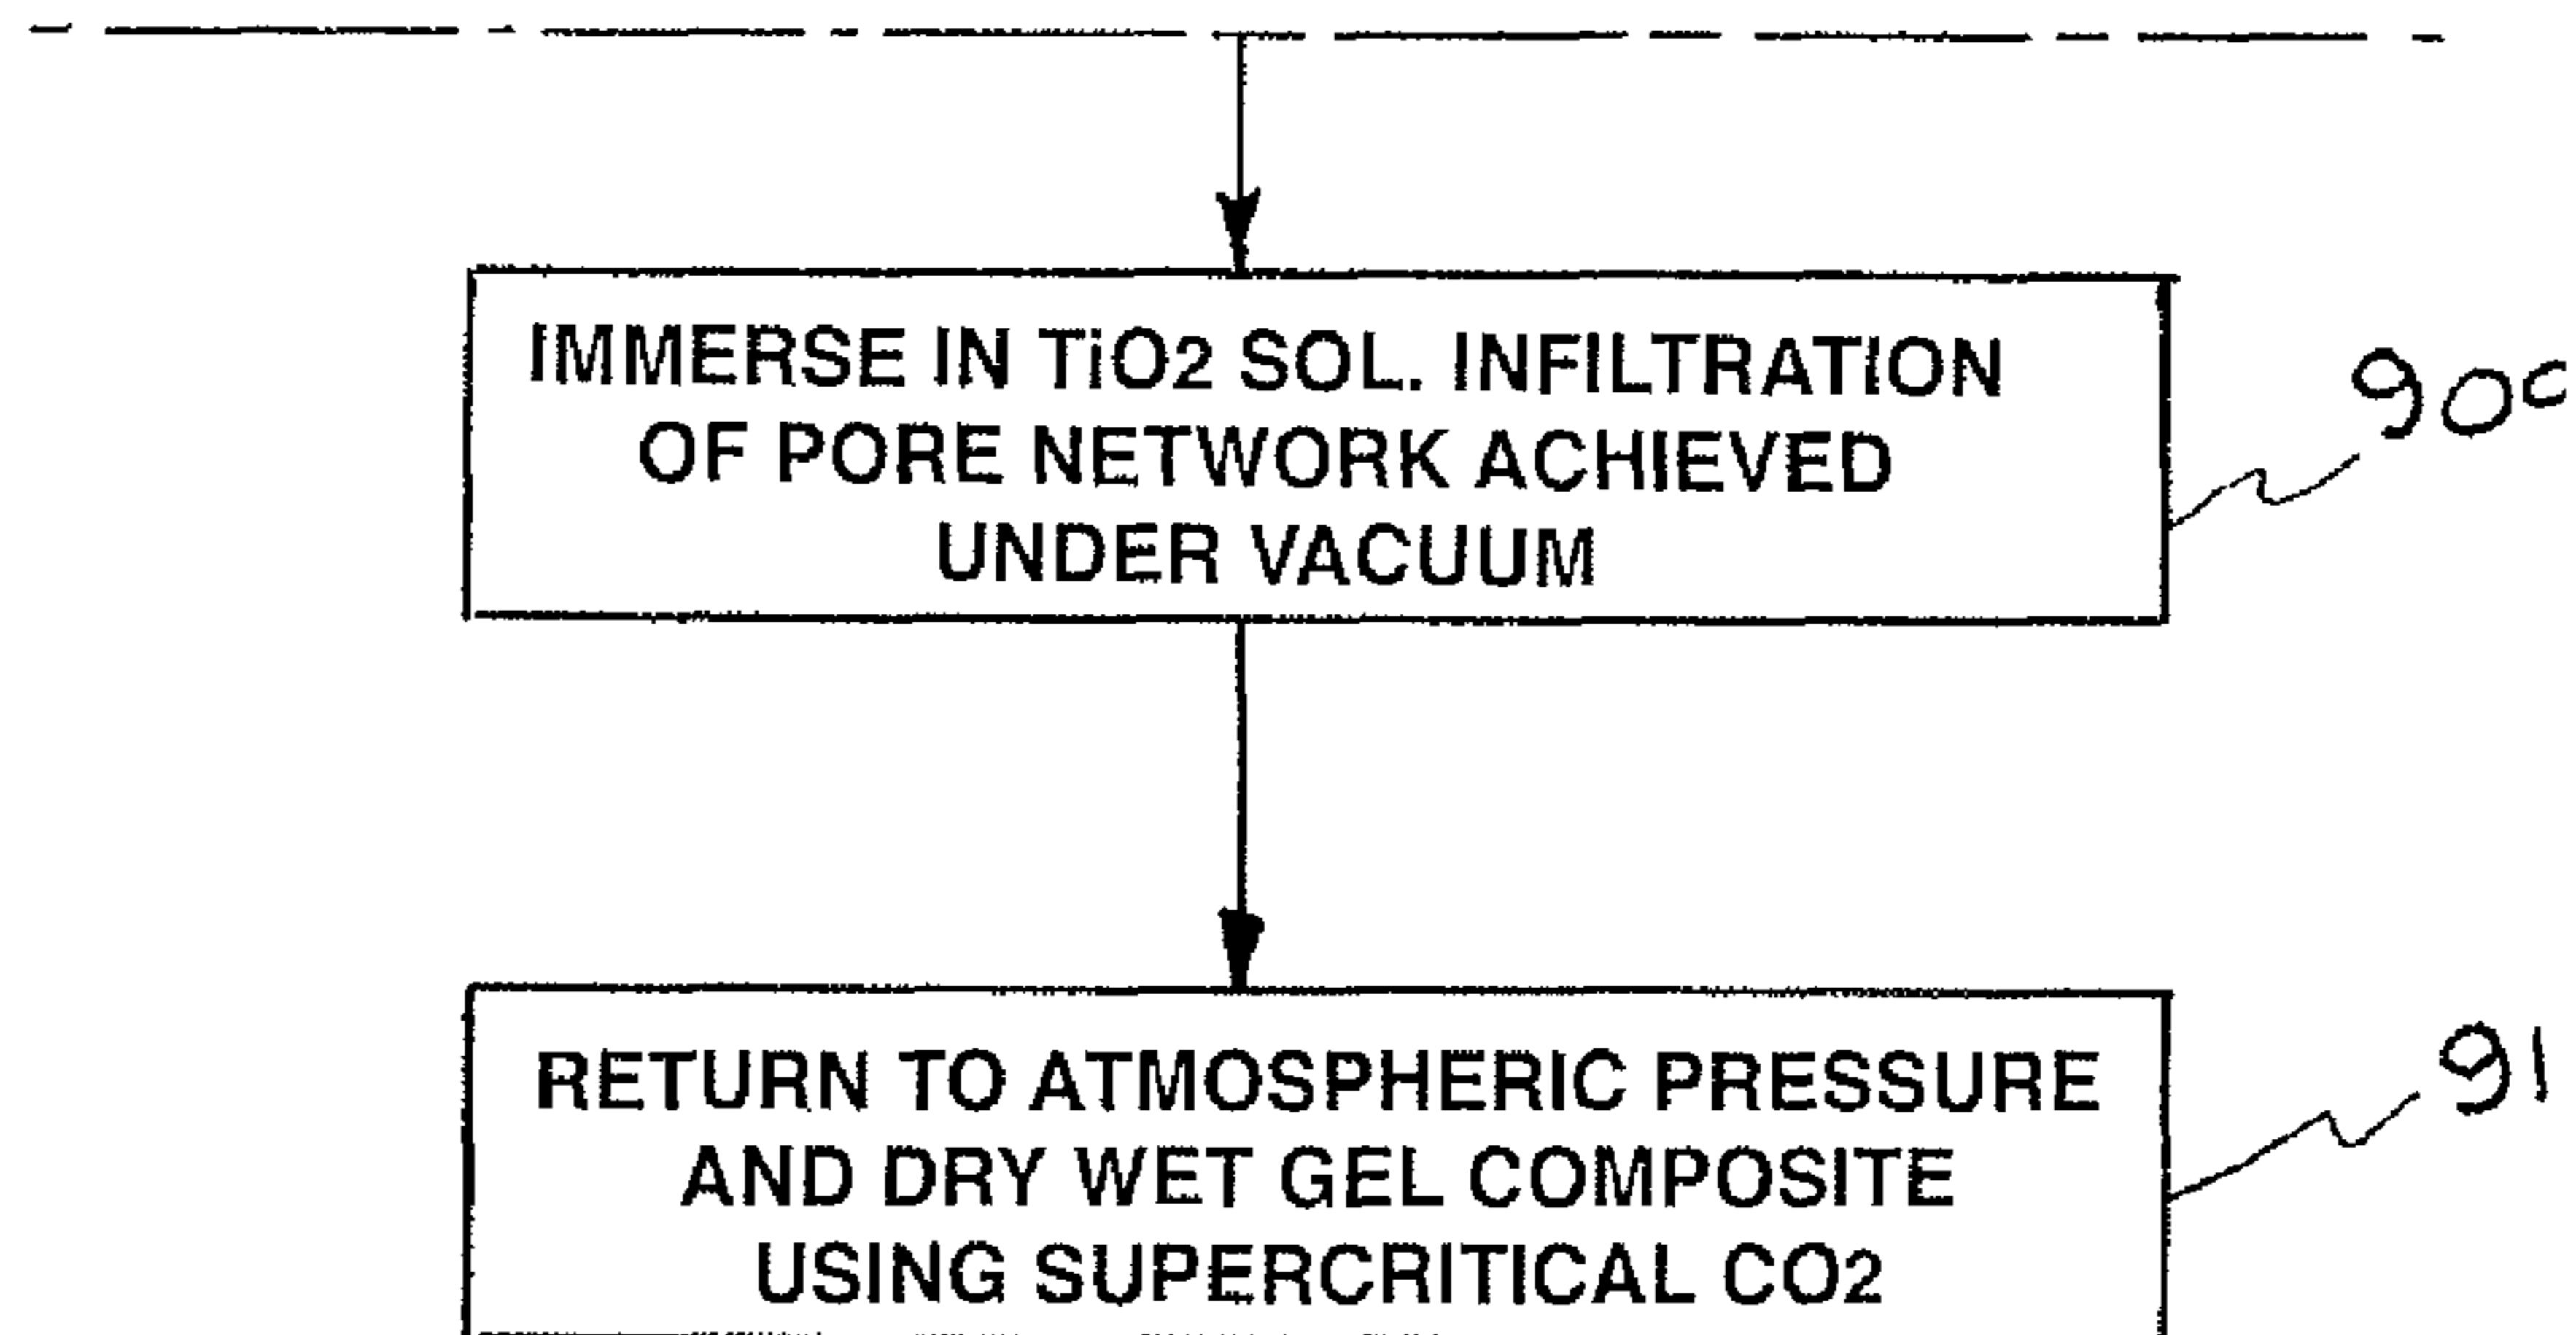 IMMERSE IN TiO2 SOL. INFILTRATION
OF PORE NETWORK ACHIEVED
UNDER VACUUM
90c
RETURN TO ATMOSPHERIC PRESSURE
AND DRY WET GEL COMPOSITE
USING SUPERCRITICAL CO2
91